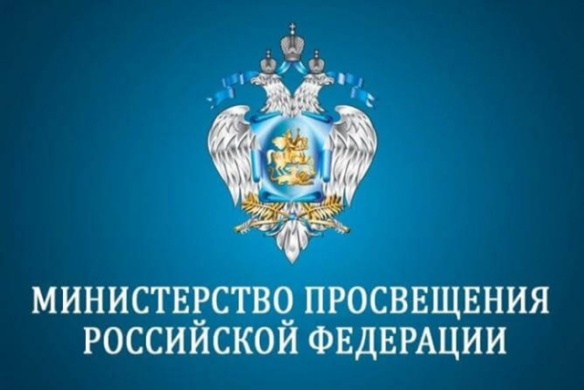 МИНИСТЕРСТВО ПРОСВЕЩЕНИЯ
РОССИЙСКОЙ ФЕДЕРАЦИИ